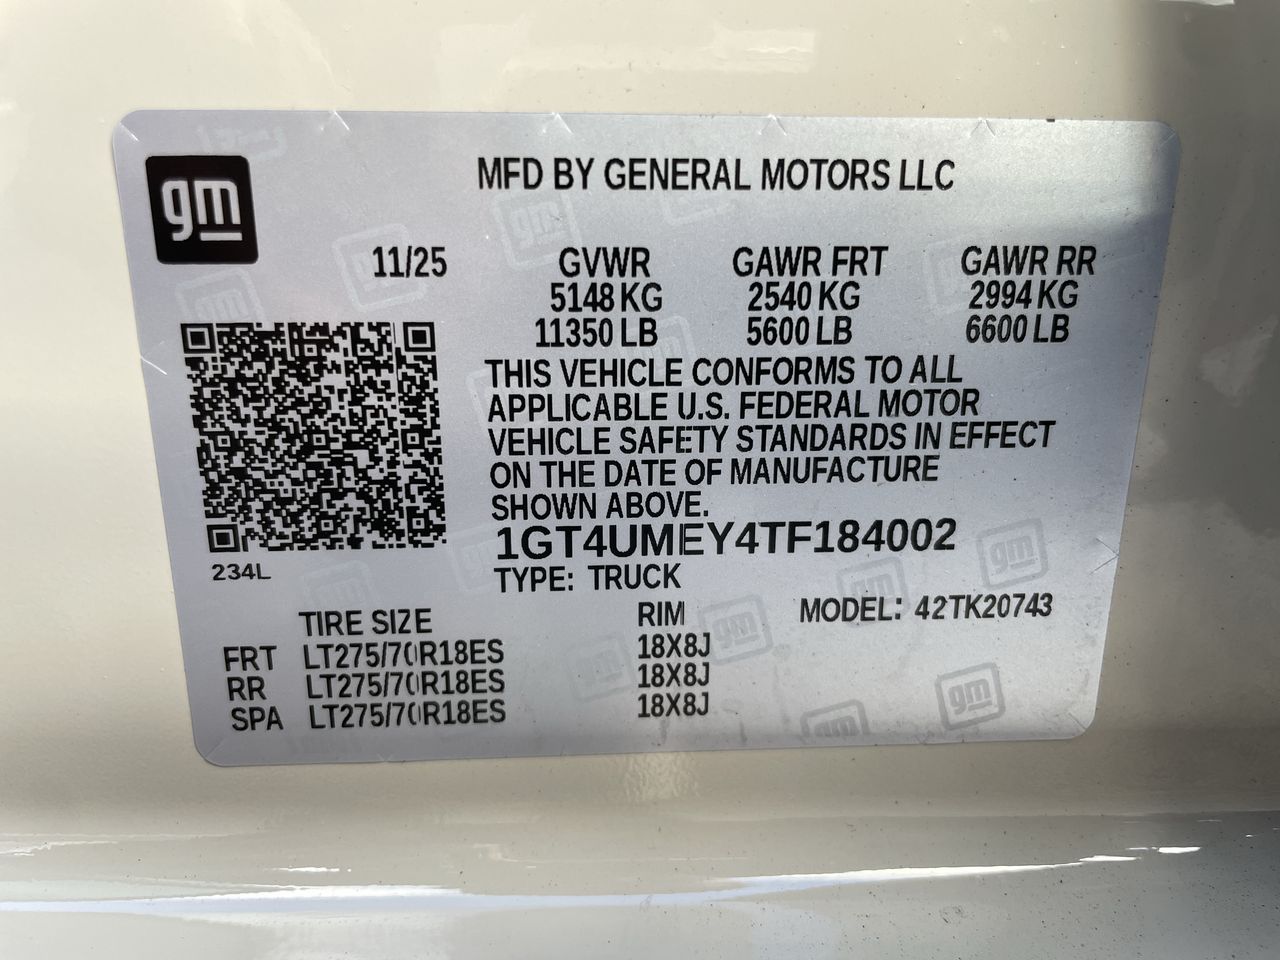 gm
MFD BY GENERAL MOTORS LLC
11/25 GVWR GAWR FRT GAWR RR
5148 KG 2540 KG 2994 KG
11350 LB 5600 LB 6600 LB
THIS VEHICLE CONFORMS TO ALL
APPLICABLE U.S. FEDERAL MOTOR
VEHICLE SAFETY STANDARDS IN EFFECT
ON THE DATE OF MANUFACTURE
SHOWN ABOVE.
1GT4UMEY4TF184002
234L
TYPE: TRUCK
TIRE SIZE RIM MODEL: 42TK20743
FRT LT275/70R18ES 18X8J
RR LT275/70R18ES 18X8J
SPA LT275/70R18ES 18X8J